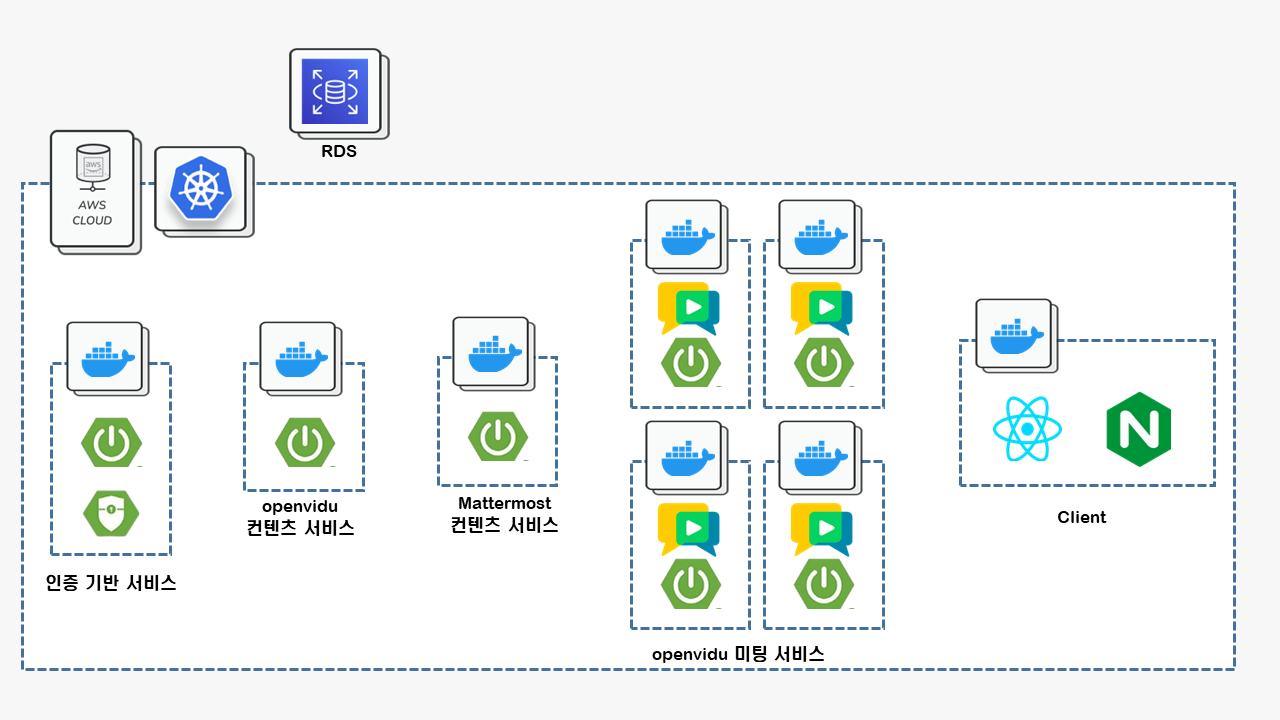 RDS
aws
AWS
CLOUD
openvidu
컨텐츠 서비스
Mattermost
컨텐츠 서비스
Client
인증 기반 서비스
openvidu 미팅 서비스